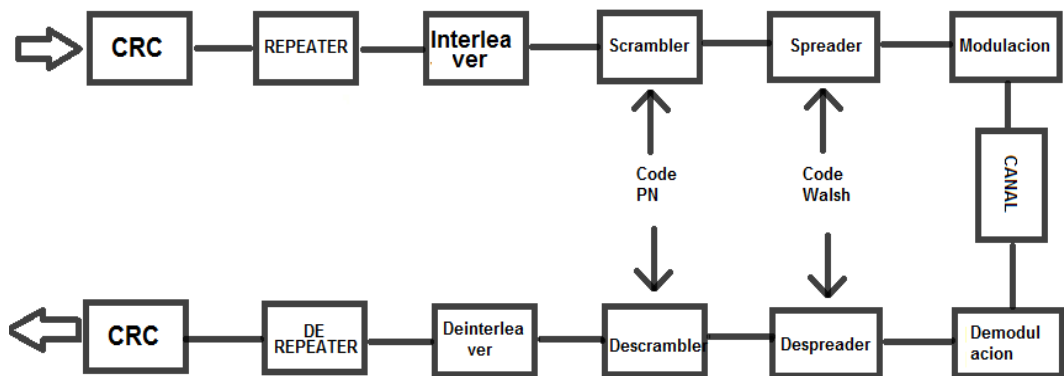 CRC
REPEATER
Interlea
ver
Scrambler
Spreader
Modulacion
Code
PN
Code
Walsh
CANAL
CRC
DE
REPEATER
Deinterlea
ver
Descrambler
Despreader
Demodul
acion